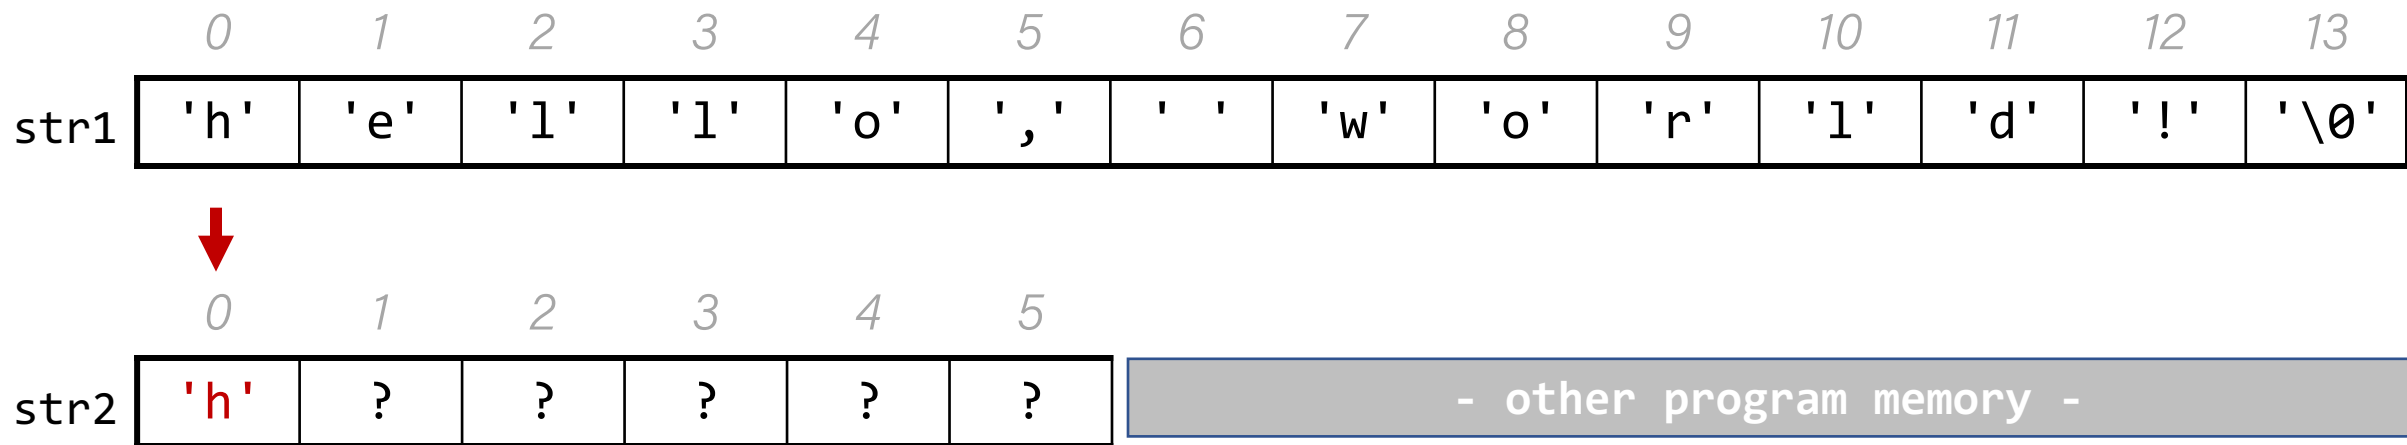 0 1 2 3 4 5 6 7 8 9 10 11 12 13
str1 'h' 'e' 'l' 'l' 'o' ',' ' ' 'w' 'o' 'r' 'l' 'd' '!' '\0'
0 1 2 3 4 5
str2 'h' ? ? ? ? ? - other program memory -